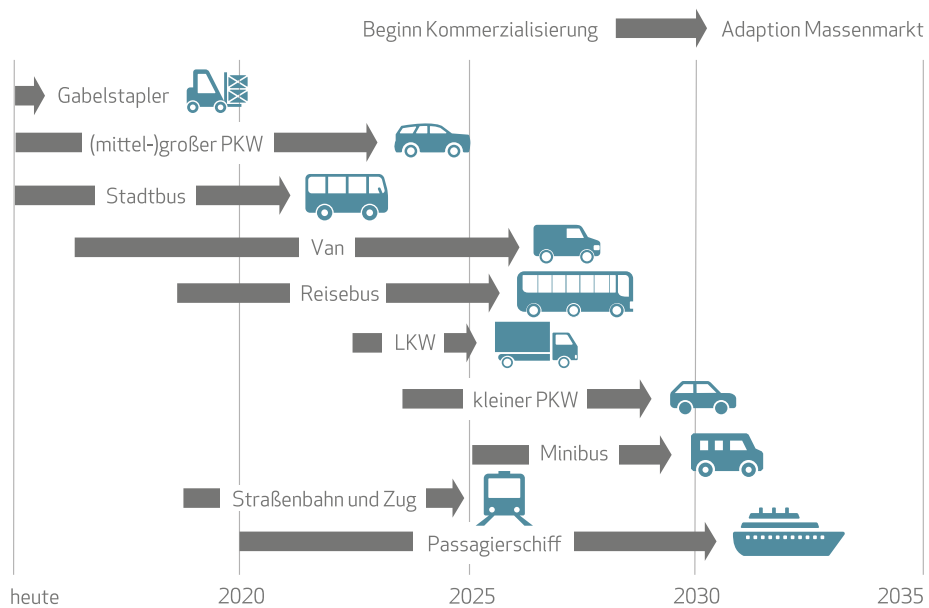 Beginn Kommerzialisierung Adaption Massenmarkt
Gabelstapler
(mittel-)großer PKW
Stadtbus
Van
Reisebus
LKW
kleiner PKW
Minibus
Straßenbahn und Zug
Passagierschiff
heute 2020 2025 2030 2035